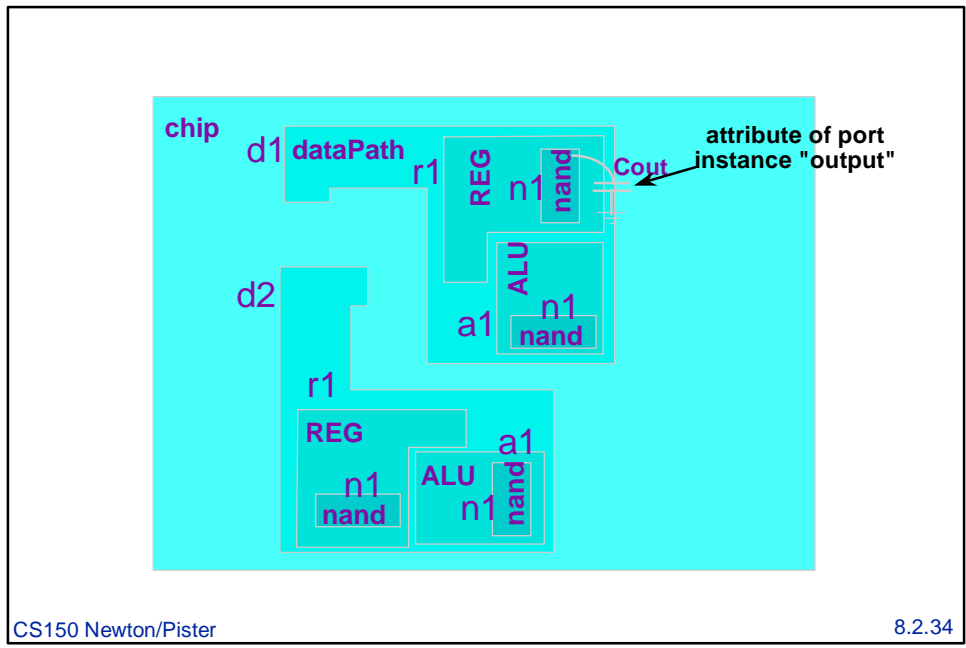 chip
d1
dataPath
r1
REG
n1
nand
Cout
attribute of port
instance "output"
ALU
a1
n1
nand
d2
r1
REG
n1
nand
ALU
a1
n1
nand
CS150 Newton/Pister
8.2.34